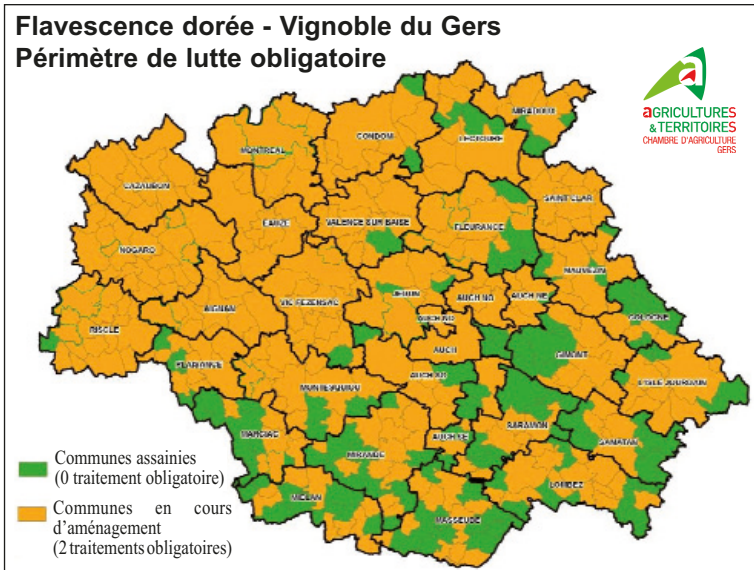 Flavescence dorée - Vignoble du Gers
Périmètre de lutte obligatoire
aGRICULTURES
& TERRITOIRES
CHAMBRE D'AGRICULTURE
GERS
MIRADOUX
CONDOM
LECTOURE
MONTREAL
CAZAUBON
SAINT CLAR
EAUZE
VALENCE SUR BAISE
FLEURANCE
NOGARO
MAUVEZIN
JEGUN
AUCH NO
AUCH NE
AIGNAN
VIC FEZENSAC
COLOGNE
AUCH NO
RISCLE
AUCH
GIMONT
PLAISANCE
AUCH SO
L'ISLE JOURDAIN
MONTESQUIOU
SARAMON
MARCIAC
AUCH SE
SAMATAN
MIRANDE
Communes assainies
(0 traitement obligatoire)
LOMBEZ
MIELAN
MASSEUBE
Communes en cours
d'aménagement
(2 traitements obligatoires)